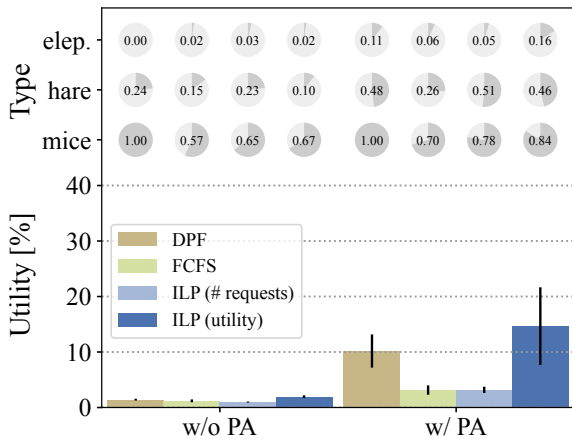 Type
elep. 0.00 0.02 0.03 0.02 0.11 0.06 0.05 0.16
hare 0.24 0.15 0.23 0.10 0.48 0.26 0.51 0.46
mice 1.00 0.57 0.65 0.67 1.00 0.70 0.78 0.84
Utility [%]
40
30
20
10
0
DPF
FCFS
ILP (# requests)
ILP (utility)
w/o PA w/ PA